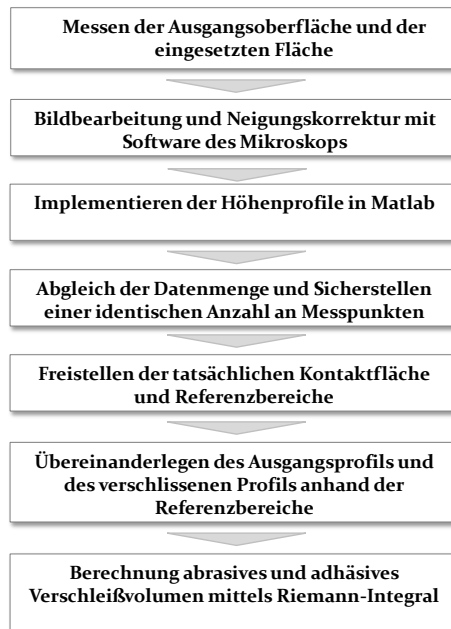 Messen der Ausgangsoberfläche und der
eingesetzten Fläche
Bildbearbeitung und Neigungskorrektur mit
Software des Mikroskops
Implementieren der Höhenprofile in Matlab
Abgleich der Datenmenge und Sicherstellen
einer identischen Anzahl an Messpunkten
Freistellen der tatsächlichen Kontaktfläche
und Referenzbereiche
Übereinanderlegen des Ausgangsprofils und
des verschlissenen Profils anhand der
Referenzbereiche
Berechnung abrasives und adhäsives
Verschleißvolumen mittels Riemann-Integral